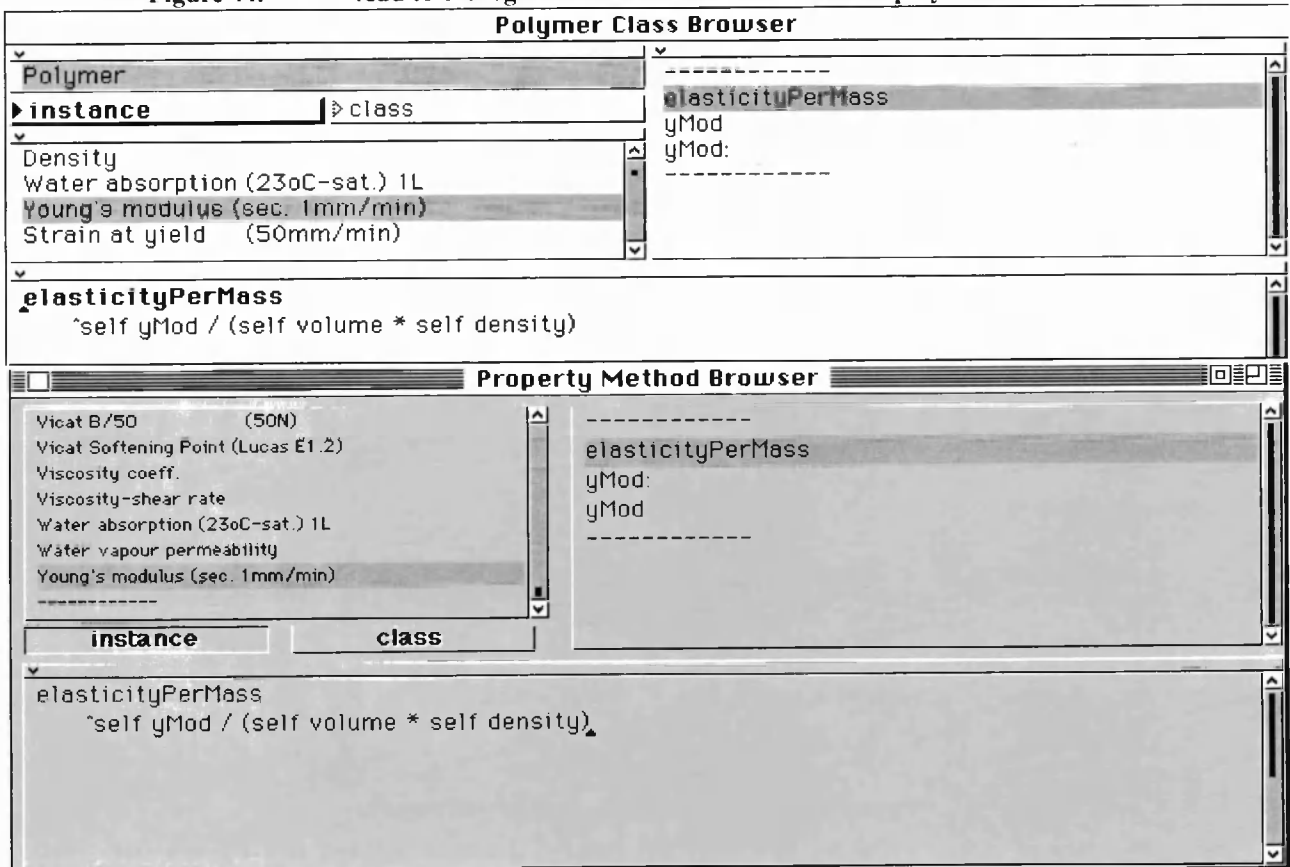 Polymer Class Browser
Polymer
instance
class
Density
Water absorption (23oC-sat.) 1L
Young's modulus (sec. 1mm/min)
Strain at yield (50mm/min)
------------
elasticityPerMass
yMod
yMod:
------------
elasticityPerMass
^self yMod / (self volume * self density)
Property Method Browser
Vicat B/50 (50N)
Vicat Softening Point (Lucas E1.2)
Viscosity coeff.
Viscosity-shear rate
Water absorption (23oC-sat.) 1L
Water vapour permeability
Young's modulus (sec. 1mm/min)
------------
instance
class
------------
elasticityPerMass
yMod:
yMod
------------
elasticityPerMass
^self yMod / (self volume * self density)